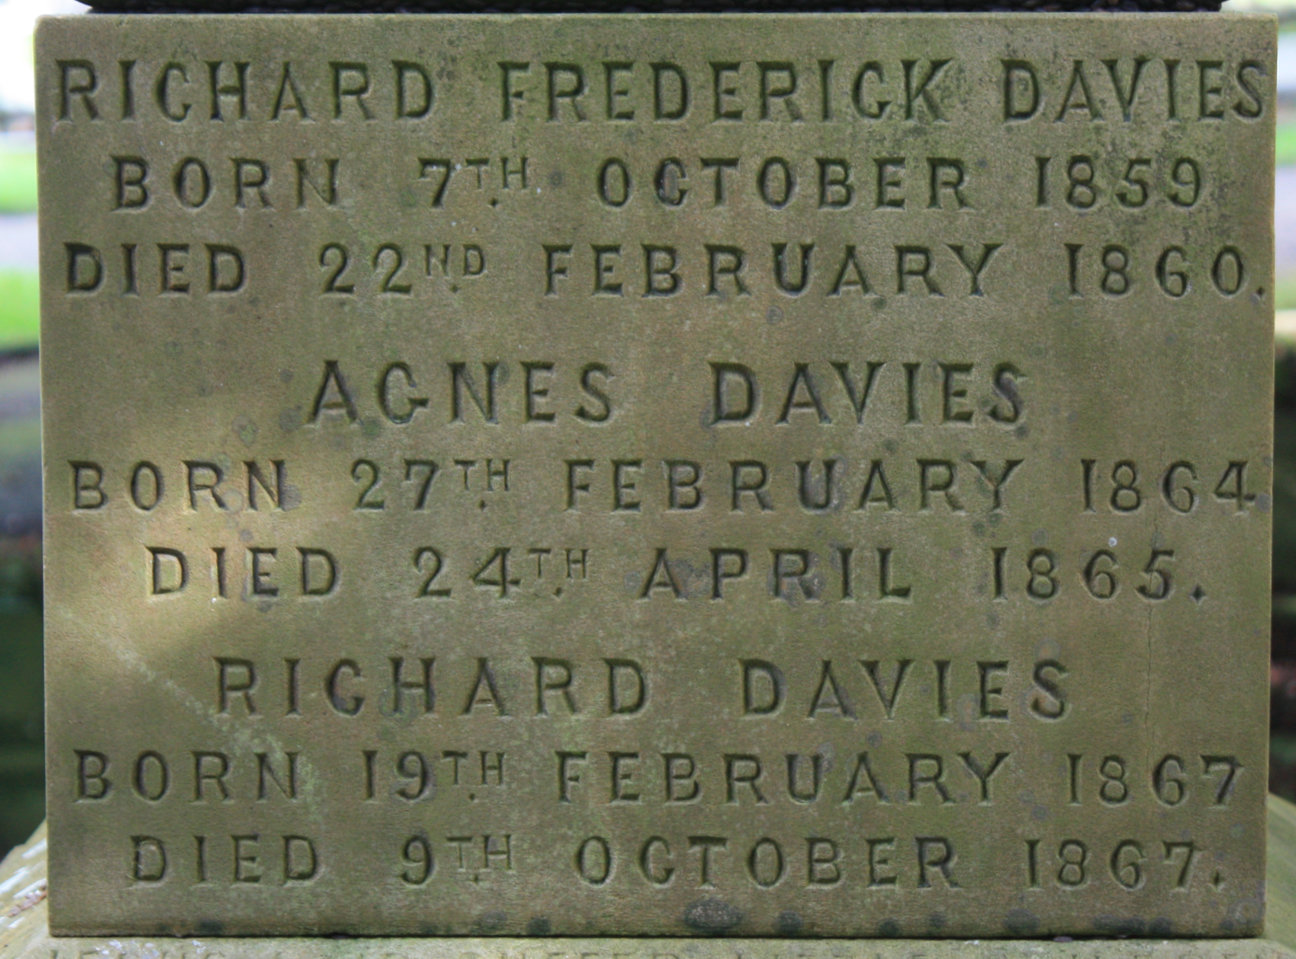 RICHARD FREDERICK DAVIES
BORN 7TH. OCTOBER 1859
DIED 22ND. FEBRUARY 1860.
AGNES DAVIES
BORN 27TH. FEBRUARY 1864
DIED 24TH. APRIL 1865.
RICHARD DAVIES
BORN 19TH. FEBRUARY 1867
DIED 9TH. OCTOBER 1867.